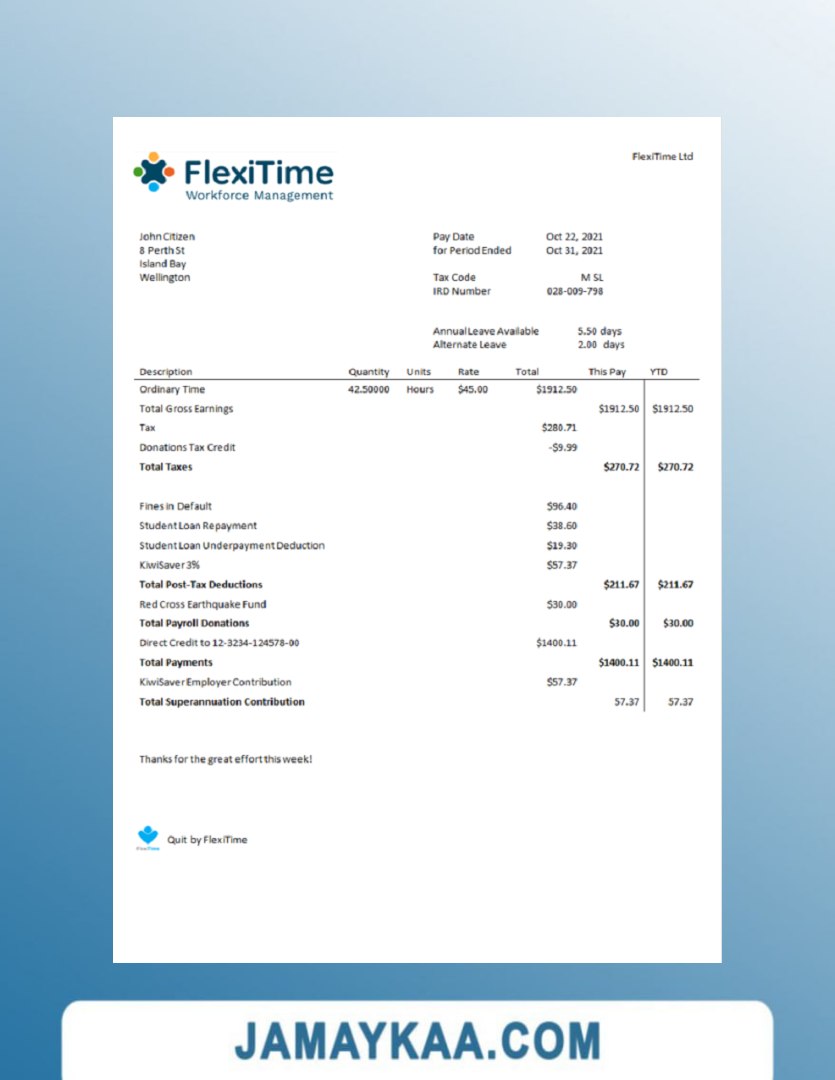 FlexiTime
Workforce Management
FlexiTime Ltd
John Citizen
8 Perth St
Island Bay
Wellington
Pay Date Oct 22, 2021
for Period Ended Oct 31, 2021
Tax Code M SL
IRD Number 028-009-798
Annual Leave Available 5.50 days
Alternate Leave 2.00 days
Description Quantity Units Rate Total This Pay YTD
Ordinary Time 42.50000 Hours $45.00 $1912.50
Total Gross Earnings $1912.50 $1912.50
Tax $280.71
Donations Tax Credit -$9.99
Total Taxes $270.72 $270.72
Fines in Default $96.40
Student Loan Repayment $38.60
Student Loan Underpayment Deduction $19.30
KiwiSaver 3% $57.37
Total Post-Tax Deductions $211.67 $211.67
Red Cross Earthquake Fund $30.00
Total Payroll Donations $30.00 $30.00
Direct Credit to 12-3234-124578-00 $1400.11
Total Payments $1400.11 $1400.11
KiwiSaver Employer Contribution $57.37
Total Superannuation Contribution 57.37 57.37
Thanks for the great effort this week!
FlexiTime
Quit by FlexiTime
JAMAYKAA.COM